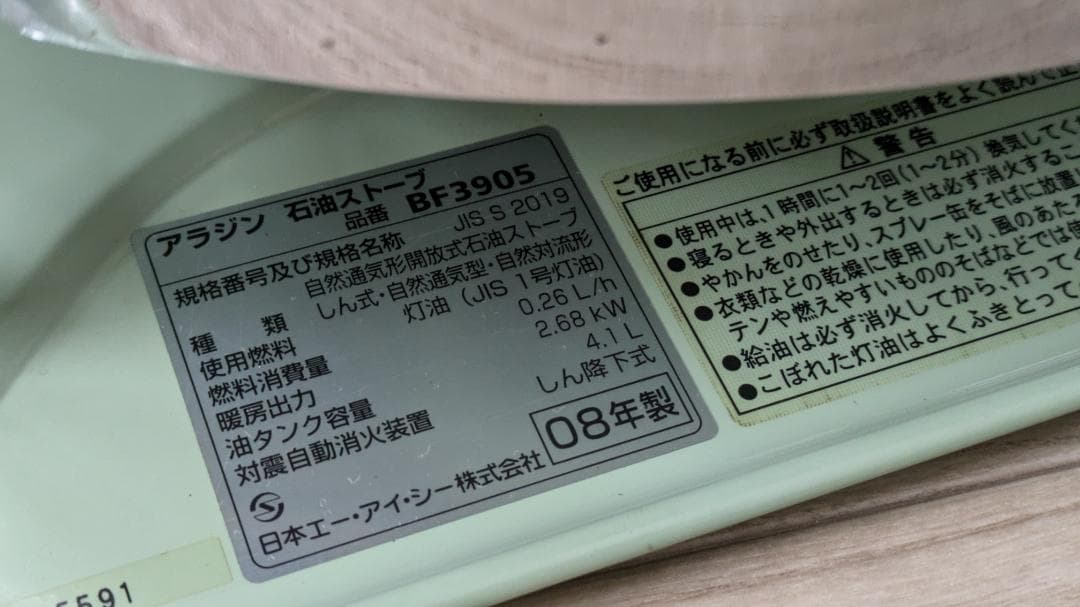 アラジン 石油ストーブ
品番 BF3905
規格番号及び規格名称 JIS S 2019
自然通気形開放式石油ストーブ
種類 しん式・自然通気型・自然対流形
使用燃料 灯油(JIS 1号灯油)
燃料消費量 0.26 L/h
暖房出力 2.68 kW
油タンク容量 4.1 L
対震自動消火装置 しん降下式
08年製
日本エー・アイ・シー株式会社
5591
ご使用になる前に必ず取扱説明書をよく読んで
⚠警告
●使用中は、1時間に1〜2回(1〜2分)換気してく
●寝るときや外出するときは必ず消火するこ
●やかんをのせたり、スプレー缶をそばに放置
●衣類などの乾燥に使用したり、風のあたる
テンや燃えやすいもののそばなどでは使
●給油は必ず消火してから、行って
●こぼれた灯油はよくふきとって